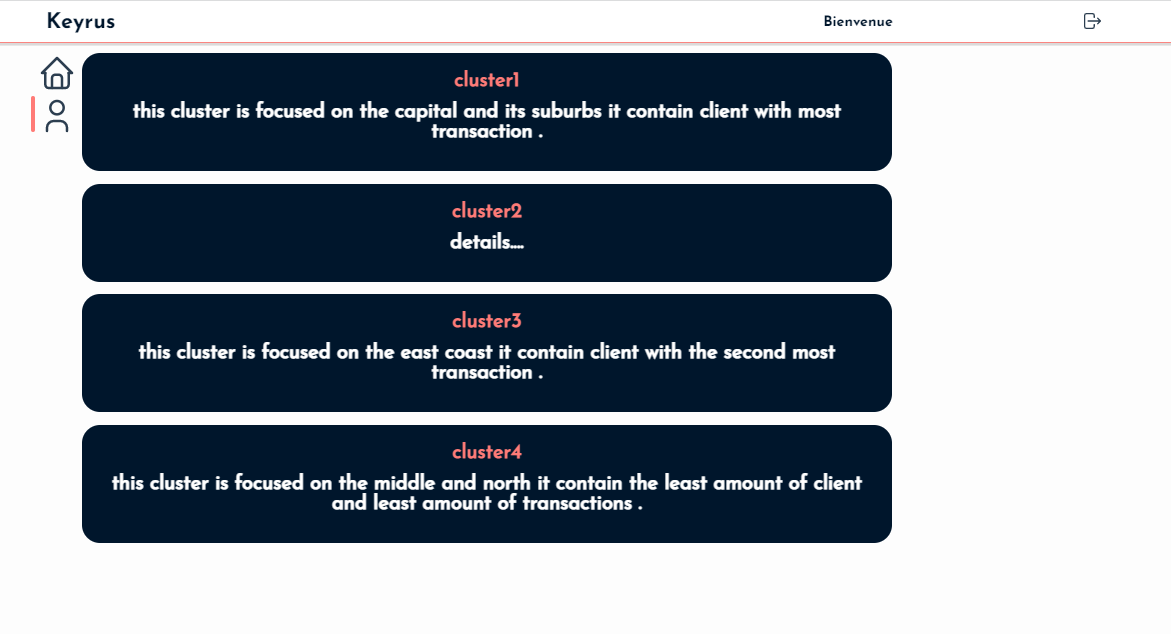 Keyrus
Bienvenue
cluster1
this cluster is focused on the capital and its suburbs it contain client with most
transaction .
cluster2
details....
cluster3
this cluster is focused on the east coast it contain client with the second most
transaction .
cluster4
this cluster is focused on the middle and north it contain the least amount of client
and least amount of transactions .